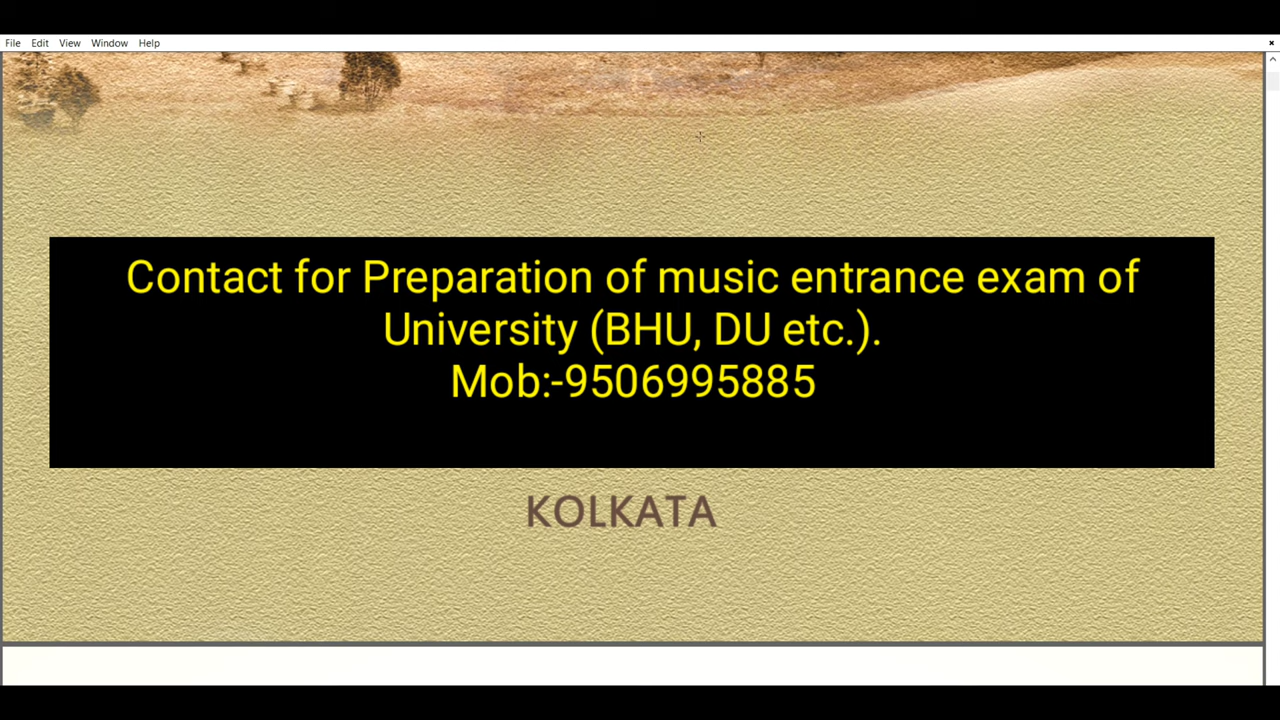 File Edit View Window Help ×
Contact for Preparation of music entrance exam of
University (BHU, DU etc.).
Mob:-9506995885
KOLKATA